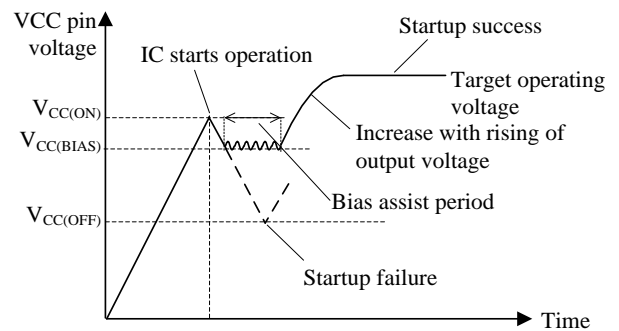 VCC pin
voltage
Startup success
IC starts operation
Target operating
voltage
VCC(ON)
Increase with rising of
output voltage
VCC(BIAS)
Bias assist period
VCC(OFF)
Startup failure
Time